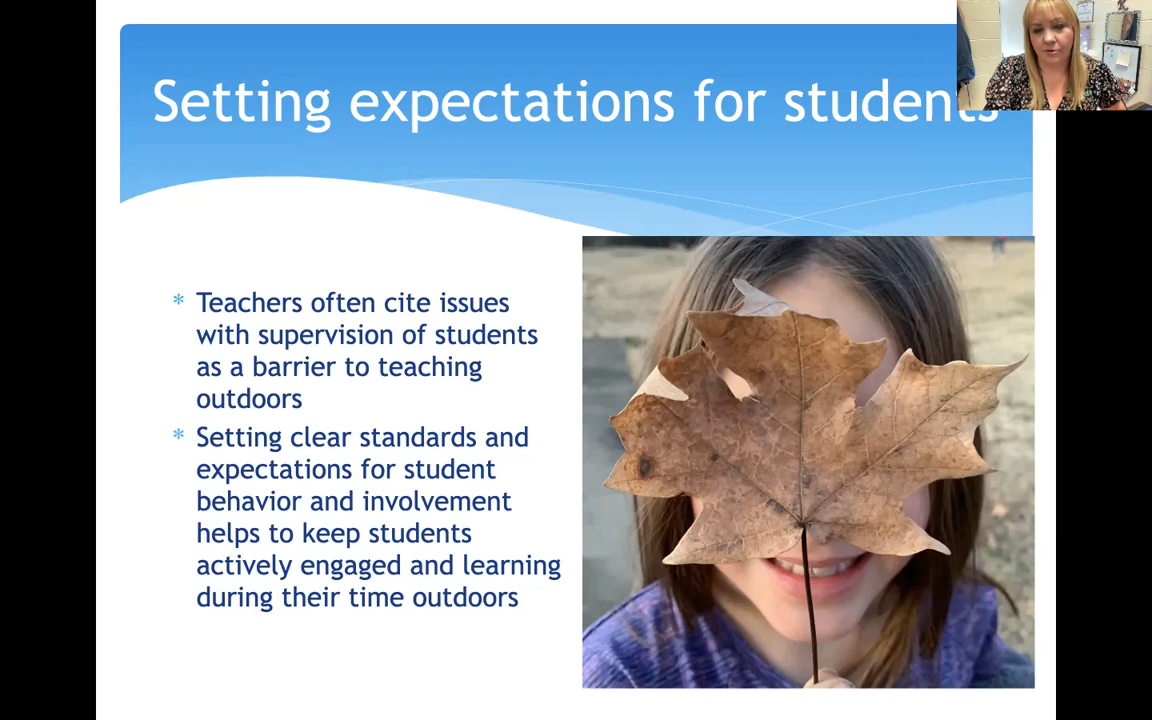 Setting expectations for students
* Teachers often cite issues
with supervision of students
as a barrier to teaching
outdoors
* Setting clear standards and
expectations for student
behavior and involvement
helps to keep students
actively engaged and learning
during their time outdoors